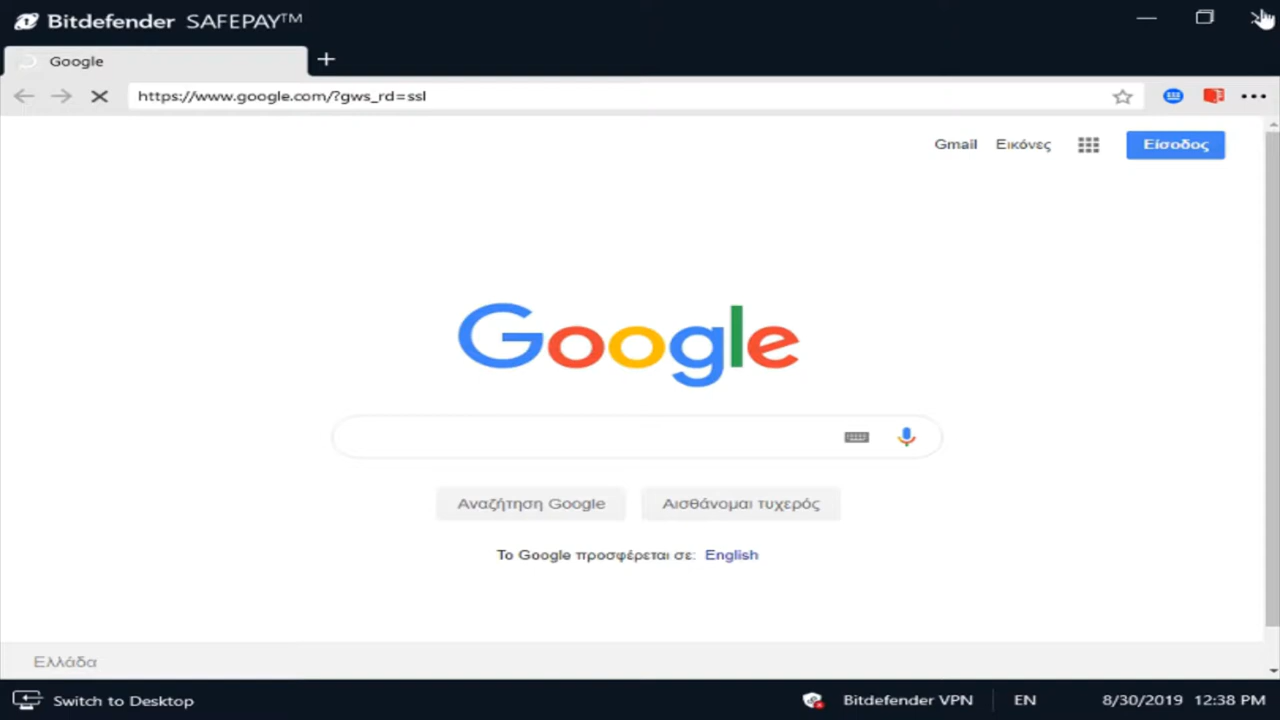 Bitdefender SAFEPAY™
Google
https://www.google.com/?gws_rd=ssl
Gmail Εικόνες Είσοδος
Google
Αναζήτηση Google Αισθάνομαι τυχερός
Το Google προσφέρεται σε: English
Ελλάδα
Switch to Desktop Bitdefender VPN EN 8/30/2019 12:38 PM